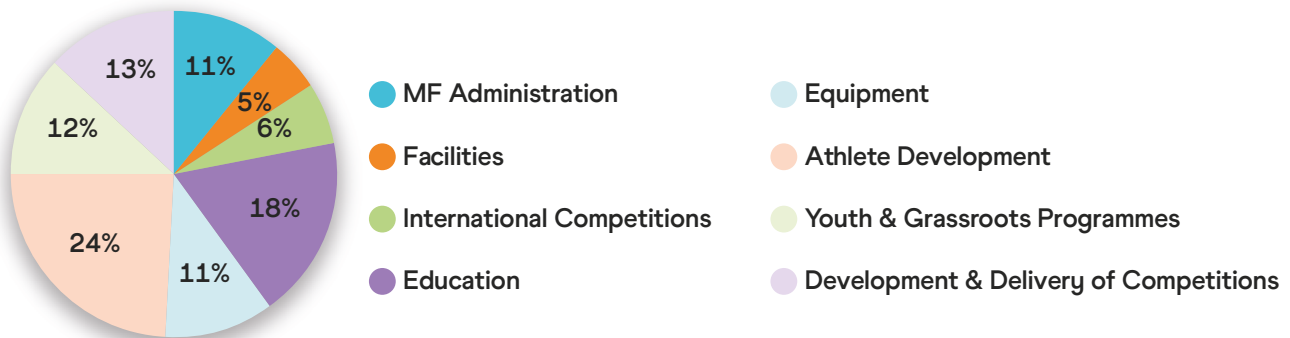 13%
11%
5%
6%
12%
18%
24%
11%
MF Administration
Facilities
International Competitions
Education
Equipment
Athlete Development
Youth & Grassroots Programmes
Development & Delivery of Competitions